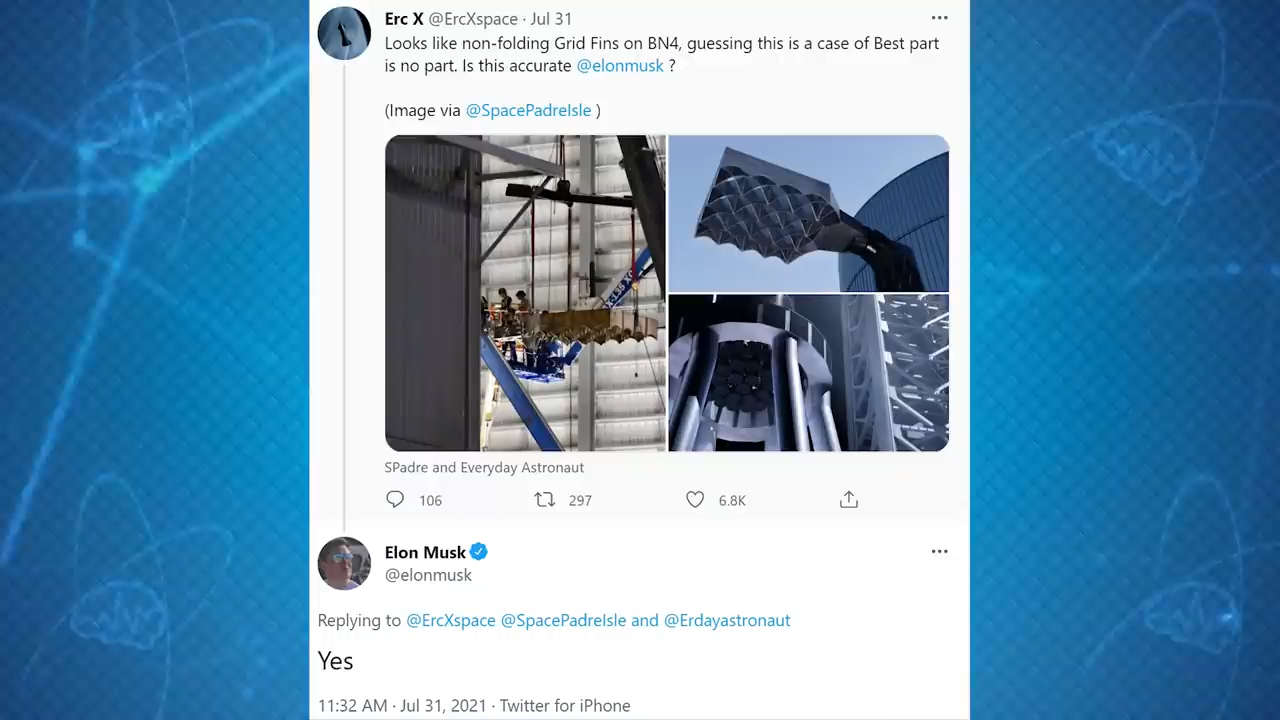 Erc X @ErcXspace · Jul 31
Looks like non-folding Grid Fins on BN4, guessing this is a case of Best part
is no part. Is this accurate @elonmusk ?
(Image via @SpacePadreIsle )
SPadre and Everyday Astronaut
106 297 6.8K
Elon Musk
@elonmusk
Replying to @ErcXspace @SpacePadreIsle and @Erdayastronaut
Yes
11:32 AM · Jul 31, 2021 · Twitter for iPhone